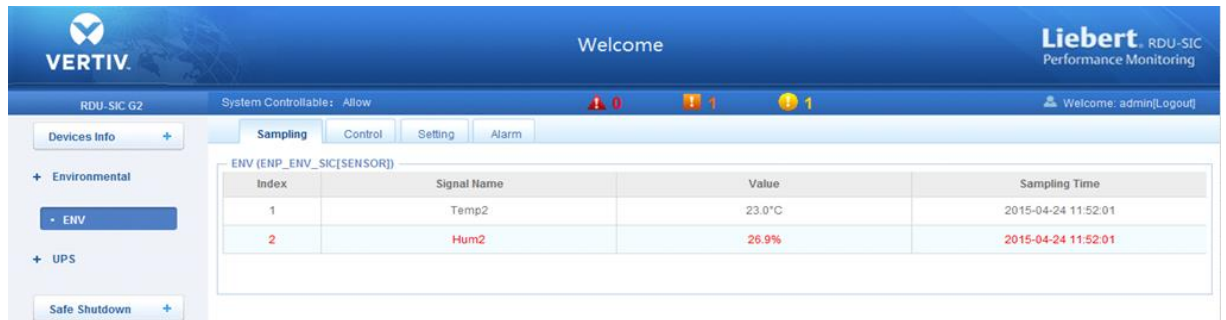 VERTIV.
Welcome
Liebert. RDU-SIC
Performance Monitoring
RDU-SIC G2
System Controllable: Allow
0
1
1
Welcome: admin[Logout]
Devices Info +
+ Environmental
ENV
+ UPS
Safe Shutdown +
Sampling Control Setting Alarm
ENV (ENP_ENV_SIC[SENSOR])
Index Signal Name Value Sampling Time
1 Temp2 23.0°C 2015-04-24 11:52:01
2 Hum2 26.9% 2015-04-24 11:52:01